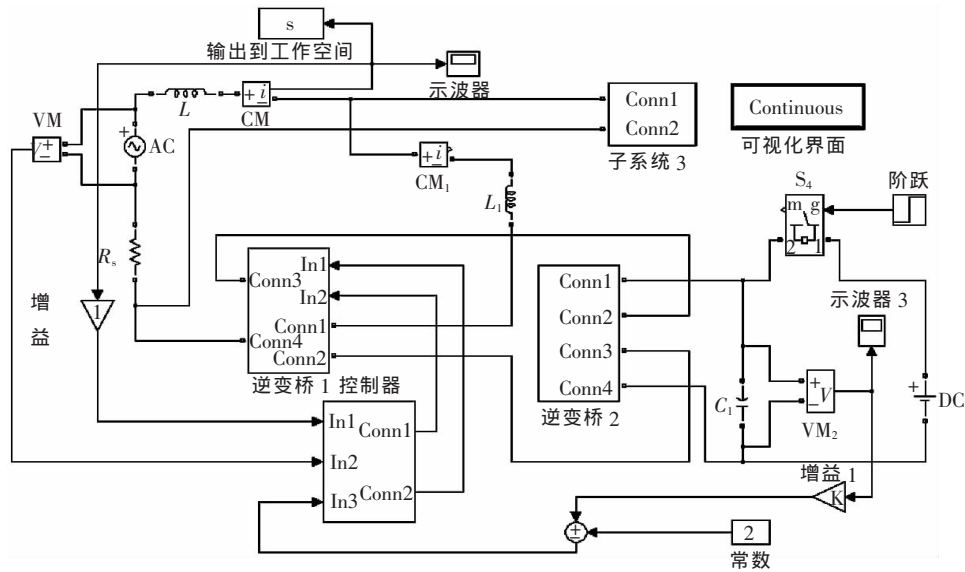 s
输出到工作空间
示波器
L
CM
VM
AC
Conn1
Conn2
子系统 3
Continuous
可视化界面
CM₁
L₁
S₄
阶跃
m g
2 1
Rₛ
增益
1
In1
Conn3
In2
Conn1
Conn4
Conn2
逆变桥 1 控制器
Conn1
Conn2
Conn3
Conn4
逆变桥 2
示波器 3
C₁
V
VM₂
DC
In1
Conn1
In2
Conn2
In3
增益 1
K
2
常数